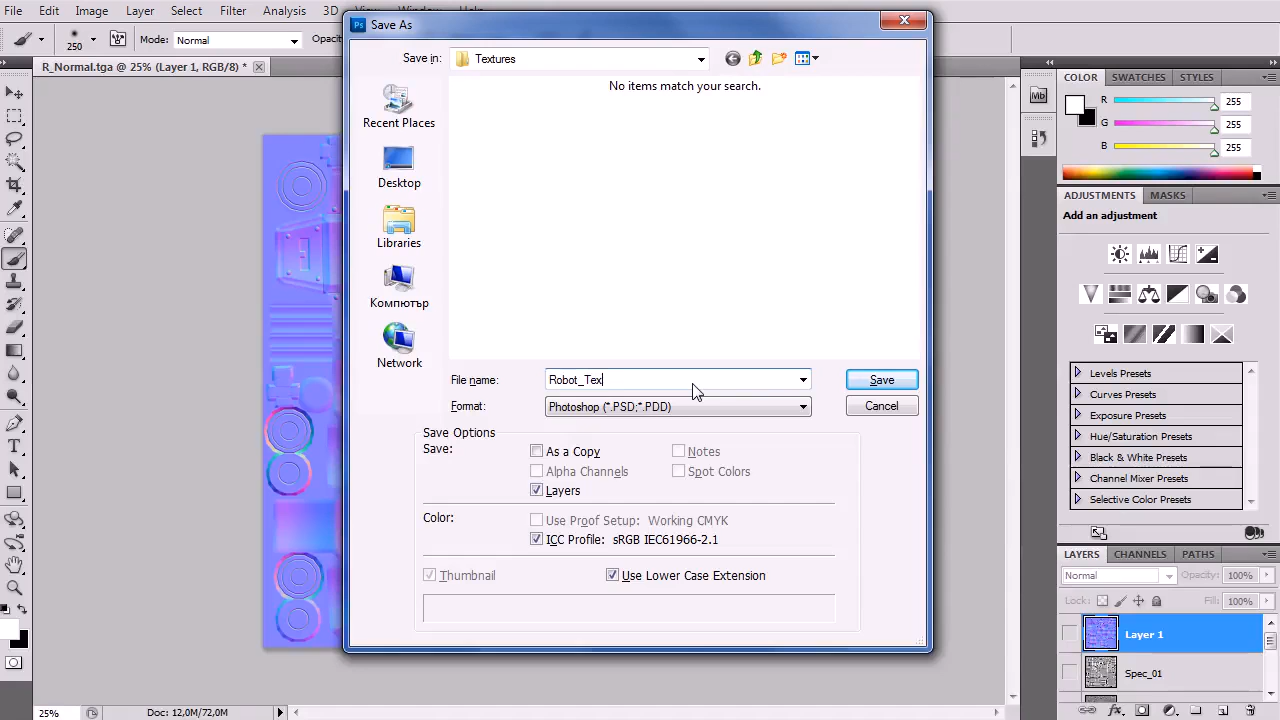 File Edit Image Layer Select Filter Analysis 3D
Ps Save As
250 Mode: Normal Opacit
Save in: Textures
R_Normal.tga @ 25% (Layer 1, RGB/8) *
COLOR SWATCHES STYLES
No items match your search.
Mb
R 255
G 255
B 255
Recent Places
Desktop
ADJUSTMENTS MASKS
Add an adjustment
Libraries
Компютър
Network
File name: Robot_Tex Save
Format: Photoshop (*.PSD;*.PDD) Cancel
Levels Presets
Curves Presets
Exposure Presets
Hue/Saturation Presets
Black & White Presets
Channel Mixer Presets
Selective Color Presets
Save Options
Save: As a Copy Notes
Alpha Channels Spot Colors
Layers
Color: Use Proof Setup: Working CMYK
ICC Profile: sRGB IEC61966-2.1
Thumbnail Use Lower Case Extension
LAYERS CHANNELS PATHS
Normal Opacity: 100%
Lock: Fill: 100%
Layer 1
Spec_01
25% Doc: 12,0M/72,0M